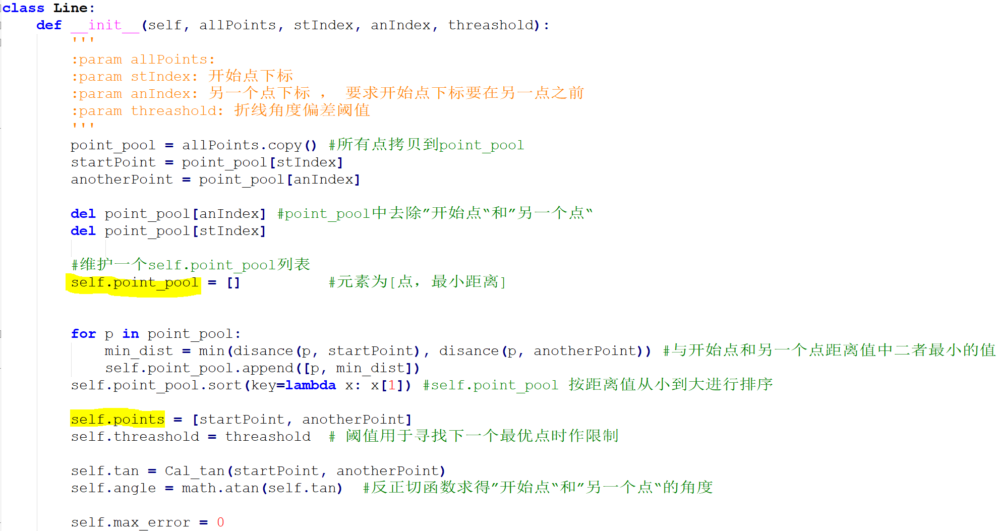 class Line:
    def __init__(self, allPoints, stIndex, anIndex, threashold):
        '''
        :param allPoints:
        :param stIndex: 开始点下标
        :param anIndex: 另一个点下标 ， 要求开始点下标要在另一点之前
        :param threashold: 折线角度偏差阈值
        '''
        point_pool = allPoints.copy() #所有点拷贝到point_pool
        startPoint = point_pool[stIndex]
        anotherPoint = point_pool[anIndex]
        del point_pool[anIndex] #point_pool中去除”开始点“和”另一个点“
        del point_pool[stIndex]
        #维护一个self.point_pool列表
        self.point_pool = []          #元素为[点，最小距离]
        for p in point_pool:
            min_dist = min(disance(p, startPoint), disance(p, anotherPoint)) #与开始点和另一个点距离值中二者最小的值
            self.point_pool.append([p, min_dist])
        self.point_pool.sort(key=lambda x: x[1]) #self.point_pool 按距离值从小到大进行排序
        self.points = [startPoint, anotherPoint]
        self.threashold = threashold  # 阈值用于寻找下一个最优点时作限制
        self.tan = Cal_tan(startPoint, anotherPoint)
        self.angle = math.atan(self.tan)  #反正切函数求得”开始点“和”另一个点“的角度
        self.max_error = 0